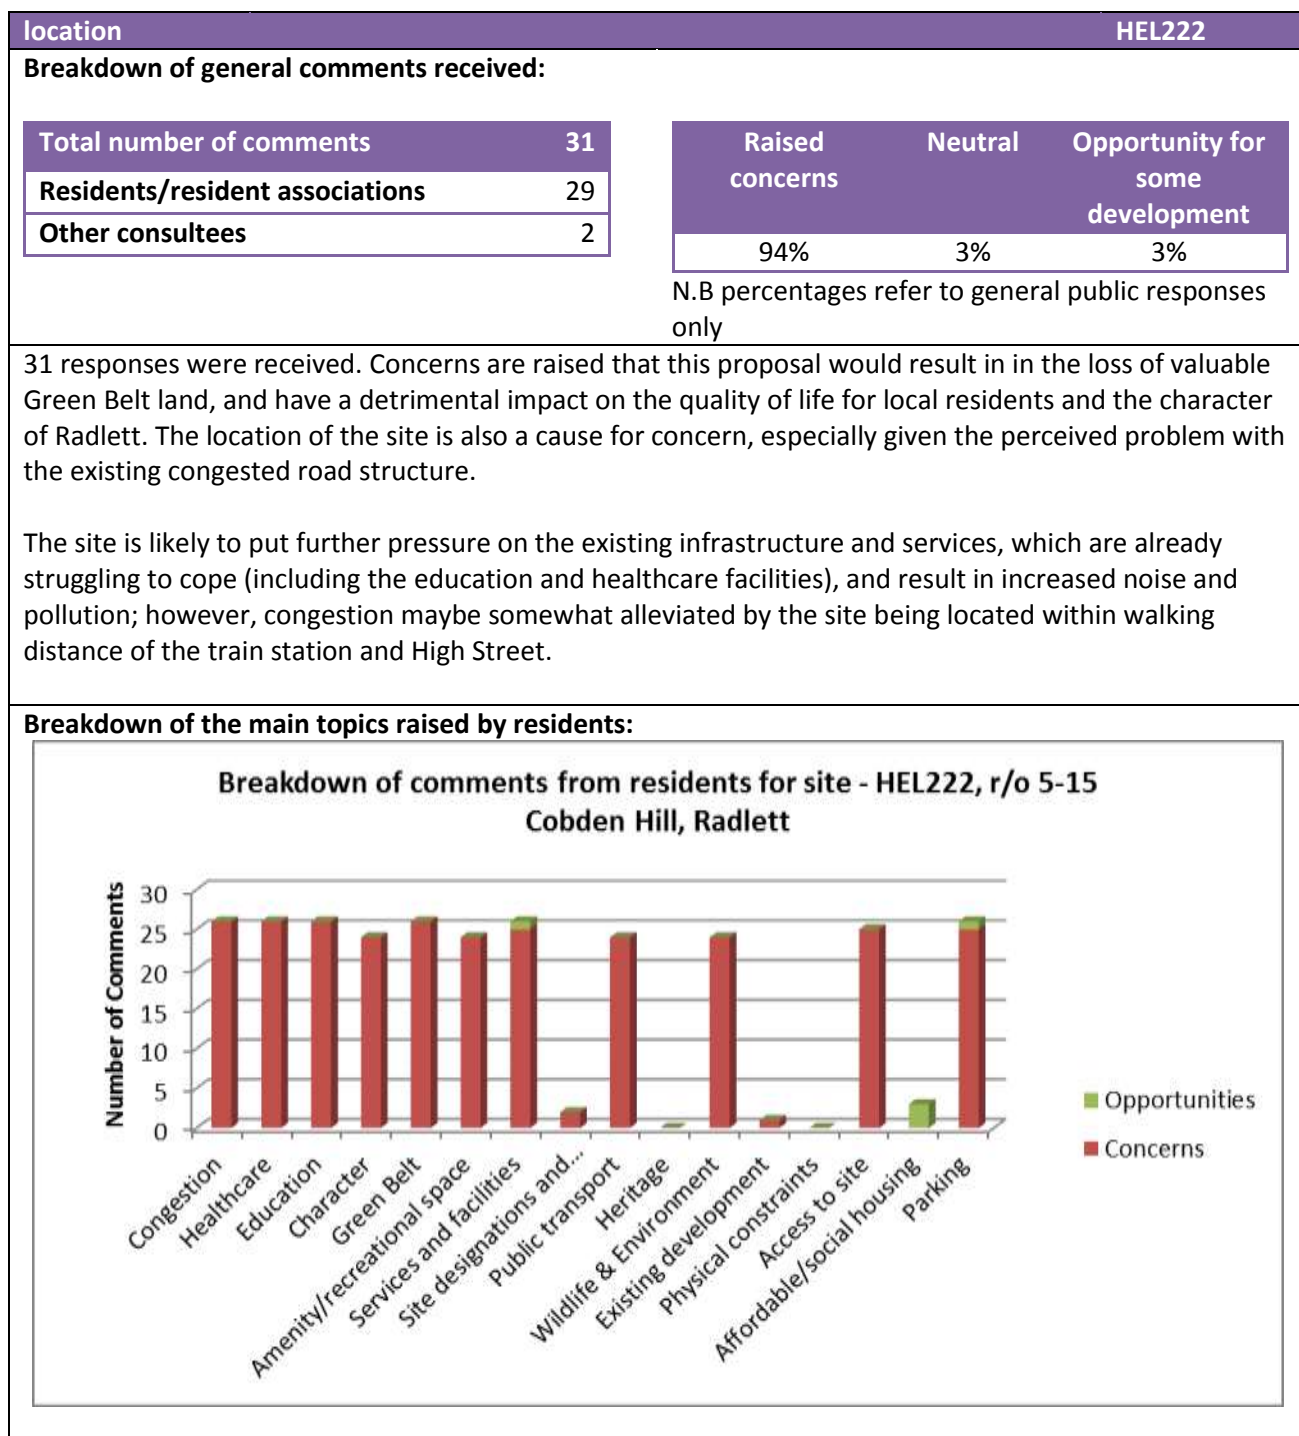 location HEL222
Breakdown of general comments received:
Total number of comments 31
Residents/resident associations 29
Other consultees 2
Raised concerns Neutral Opportunity for some development
94% 3% 3%
N.B percentages refer to general public responses
only
31 responses were received. Concerns are raised that this proposal would result in in the loss of valuable
Green Belt land, and have a detrimental impact on the quality of life for local residents and the character
of Radlett. The location of the site is also a cause for concern, especially given the perceived problem with
the existing congested road structure.
The site is likely to put further pressure on the existing infrastructure and services, which are already
struggling to cope (including the education and healthcare facilities), and result in increased noise and
pollution; however, congestion maybe somewhat alleviated by the site being located within walking
distance of the train station and High Street.
Breakdown of the main topics raised by residents:
Breakdown of comments from residents for site - HEL222, r/o 5-15
Cobden Hill, Radlett
Number of Comments
30
25
20
15
10
5
0
Congestion
Healthcare
Education
Character
Green Belt
Amenity/recreational space
Services and facilities
Site designations and...
Public transport
Heritage
Wildlife & Environment
Existing development
Physical constraints
Access to site
Affordable/social housing
Parking
Opportunities
Concerns